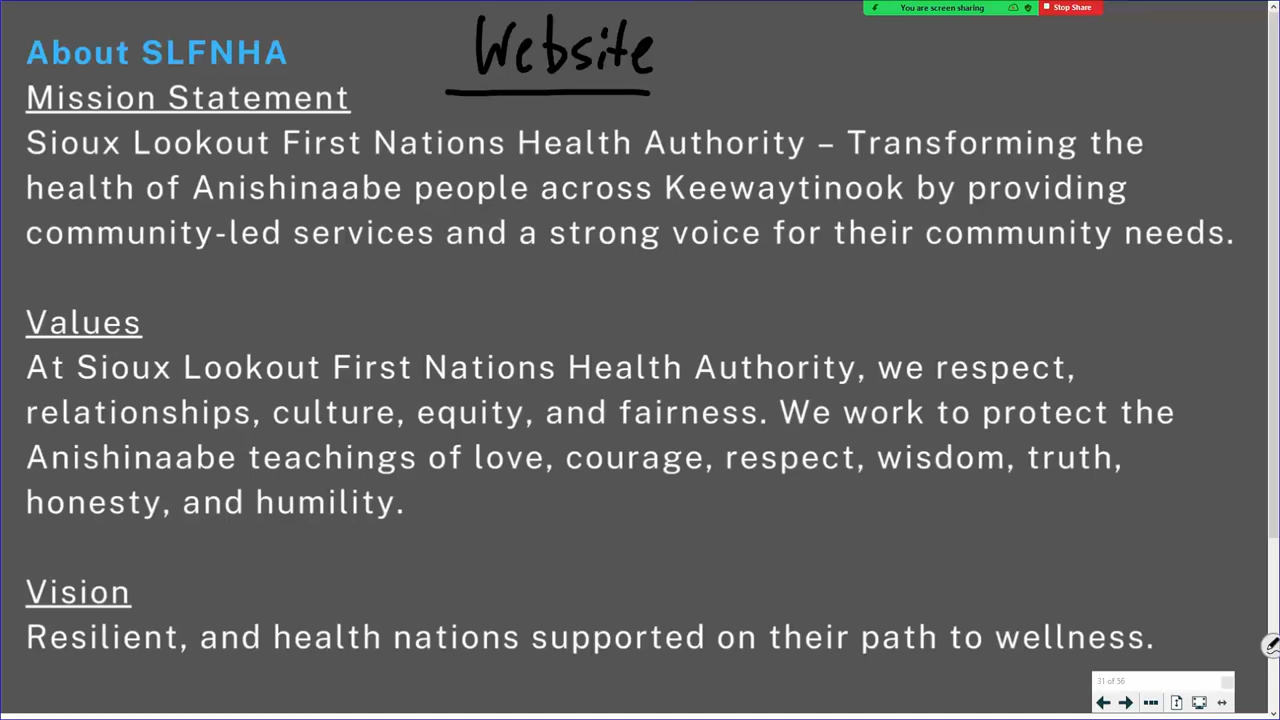 You are screen sharing
Stop Share
Website
About SLFNHA
Mission Statement
Sioux Lookout First Nations Health Authority – Transforming the
health of Anishinaabe people across Keewaytinook by providing
community-led services and a strong voice for their community needs.
Values
At Sioux Lookout First Nations Health Authority, we respect,
relationships, culture, equity, and fairness. We work to protect the
Anishinaabe teachings of love, courage, respect, wisdom, truth,
honesty, and humility.
Vision
Resilient, and health nations supported on their path to wellness.
31 of 56